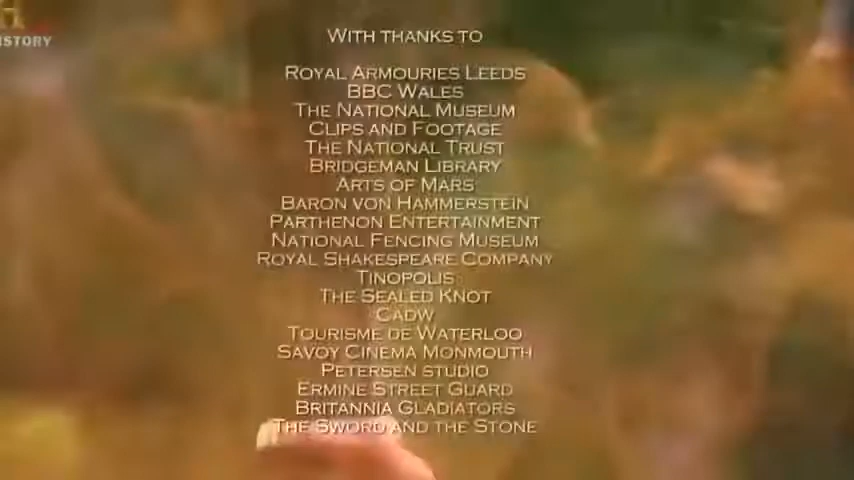 HISTORY
WITH THANKS TO
ROYAL ARMOURIES LEEDS
BBC WALES
THE NATIONAL MUSEUM
CLIPS AND FOOTAGE
THE NATIONAL TRUST
BRIDGEMAN LIBRARY
ARTS OF MARS
BARON VON HAMMERSTEIN
PARTHENON ENTERTAINMENT
NATIONAL FENCING MUSEUM
ROYAL SHAKESPEARE COMPANY
TINOPOLIS
THE SEALED KNOT
CADW
TOURISME DE WATERLOO
SAVOY CINEMA MONMOUTH
PETERSEN STUDIO
ERMINE STREET GUARD
BRITANNIA GLADIATORS
THE SWORD AND THE STONE